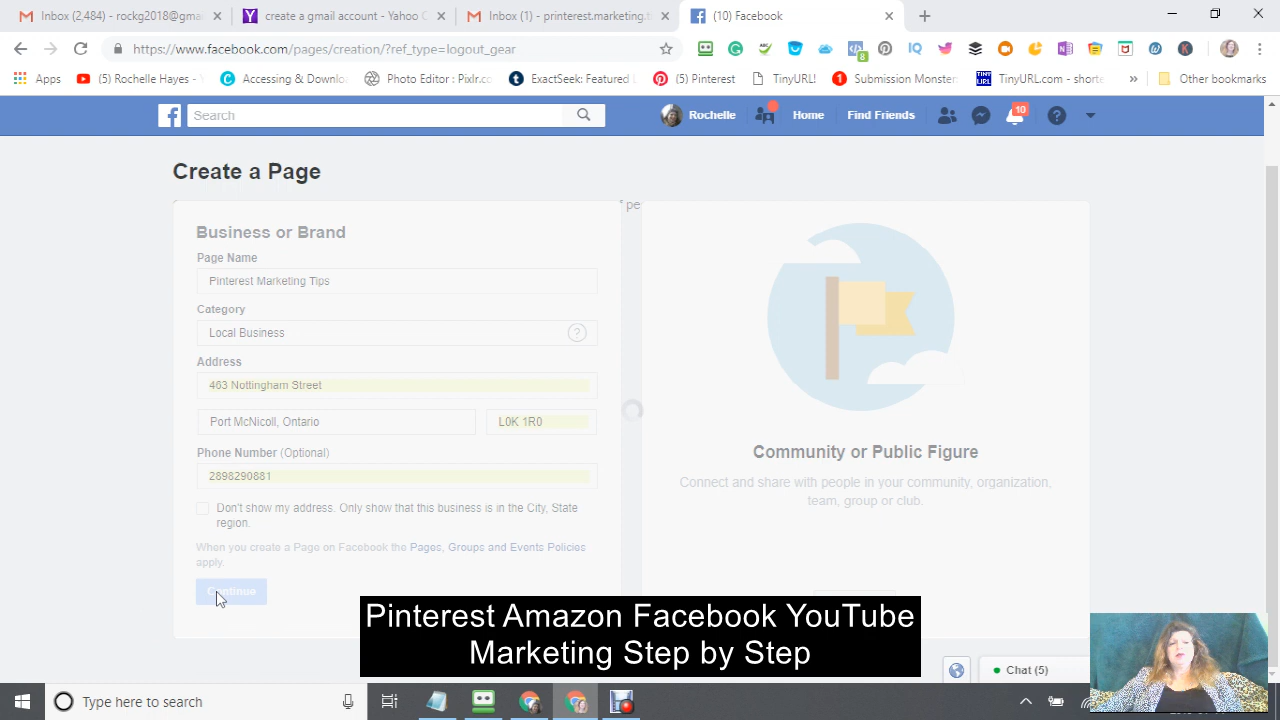 Inbox (2,484) - rockg2018@gma
create a gmail account - Yahoo
Inbox (1) - pinterest.marketing.t
(10) Facebook
https://www.facebook.com/pages/creation/?ref_type=logout_gear
8
Apps
(5) Rochelle Hayes -
Accessing & Downlo
Photo Editor : Pixlr.co
ExactSeek: Featured
(5) Pinterest
TinyURL!
Submission Monster
TINY URL
TinyURL.com - shorte
Other bookmarks
Search
Rochelle
Home
Find Friends
10
Create a Page
f pe
Business or Brand
Page Name
Pinterest Marketing Tips
Category
Local Business
Address
463 Nottingham Street
Port McNicoll, Ontario
L0K 1R0
Phone Number (Optional)
2898290881
Don't show my address. Only show that this business is in the City, State
region.
When you create a Page on Facebook the Pages, Groups and Events Policies
apply.
Continue
Community or Public Figure
Connect and share with people in your community, organization,
team, group or club.
Pinterest Amazon Facebook YouTube
Marketing Step by Step
Chat (5)
Type here to search